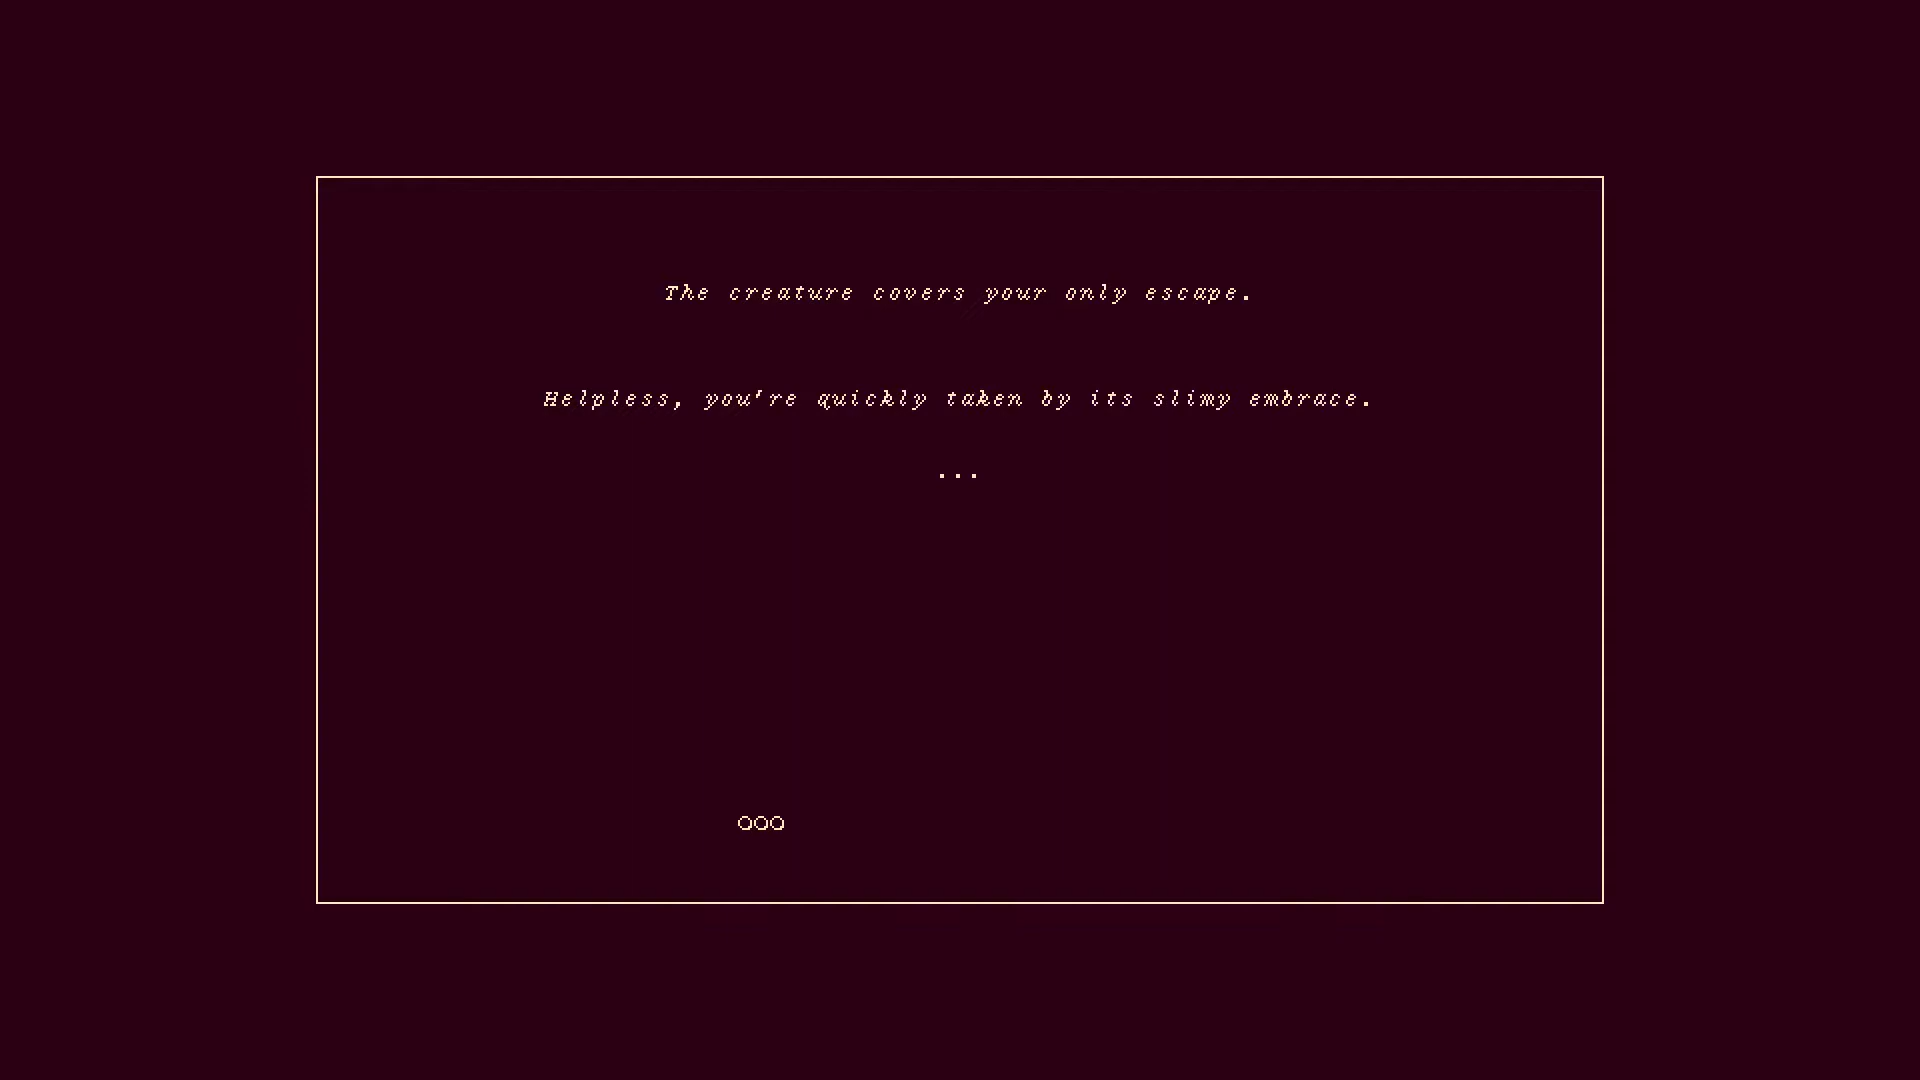 The creature covers your only escape.
Helpless, you're quickly taken by its slimy embrace.
...